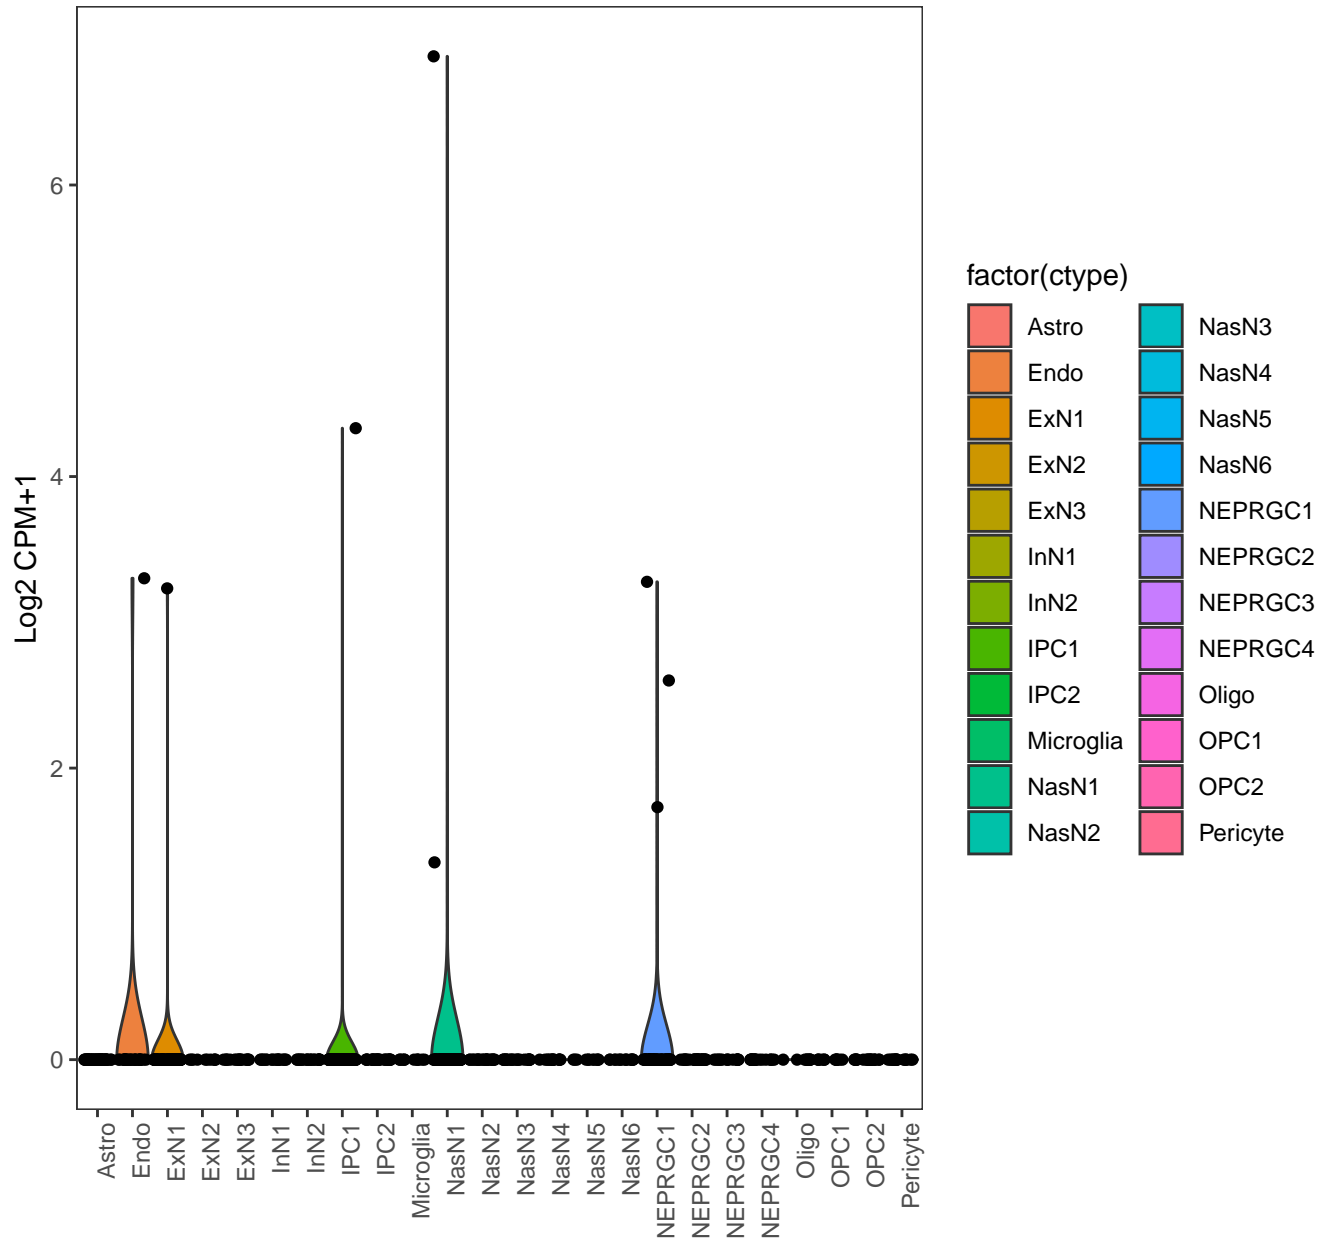 6
4
2
0
Log2 CPM+1
Astro
Endo
ExN1
ExN2
ExN3
InN1
InN2
IPC1
IPC2
Microglia
NasN1
NasN2
NasN3
NasN4
NasN5
NasN6
NEPRGC1
NEPRGC2
NEPRGC3
NEPRGC4
Oligo
OPC1
OPC2
Pericyte
factor(ctype)
Astro
Endo
ExN1
ExN2
ExN3
InN1
InN2
IPC1
IPC2
Microglia
NasN1
NasN2
NasN3
NasN4
NasN5
NasN6
NEPRGC1
NEPRGC2
NEPRGC3
NEPRGC4
Oligo
OPC1
OPC2
Pericyte